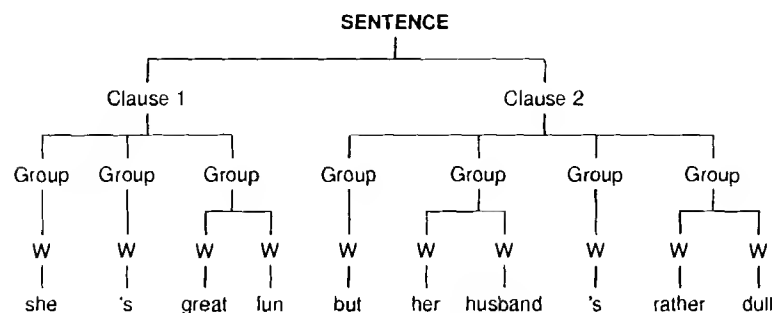 SENTENCE
Clause 1 Clause 2
Group Group Group Group Group Group Group
W W W W W W W W W W
she 's great fun but her husband 's rather dull